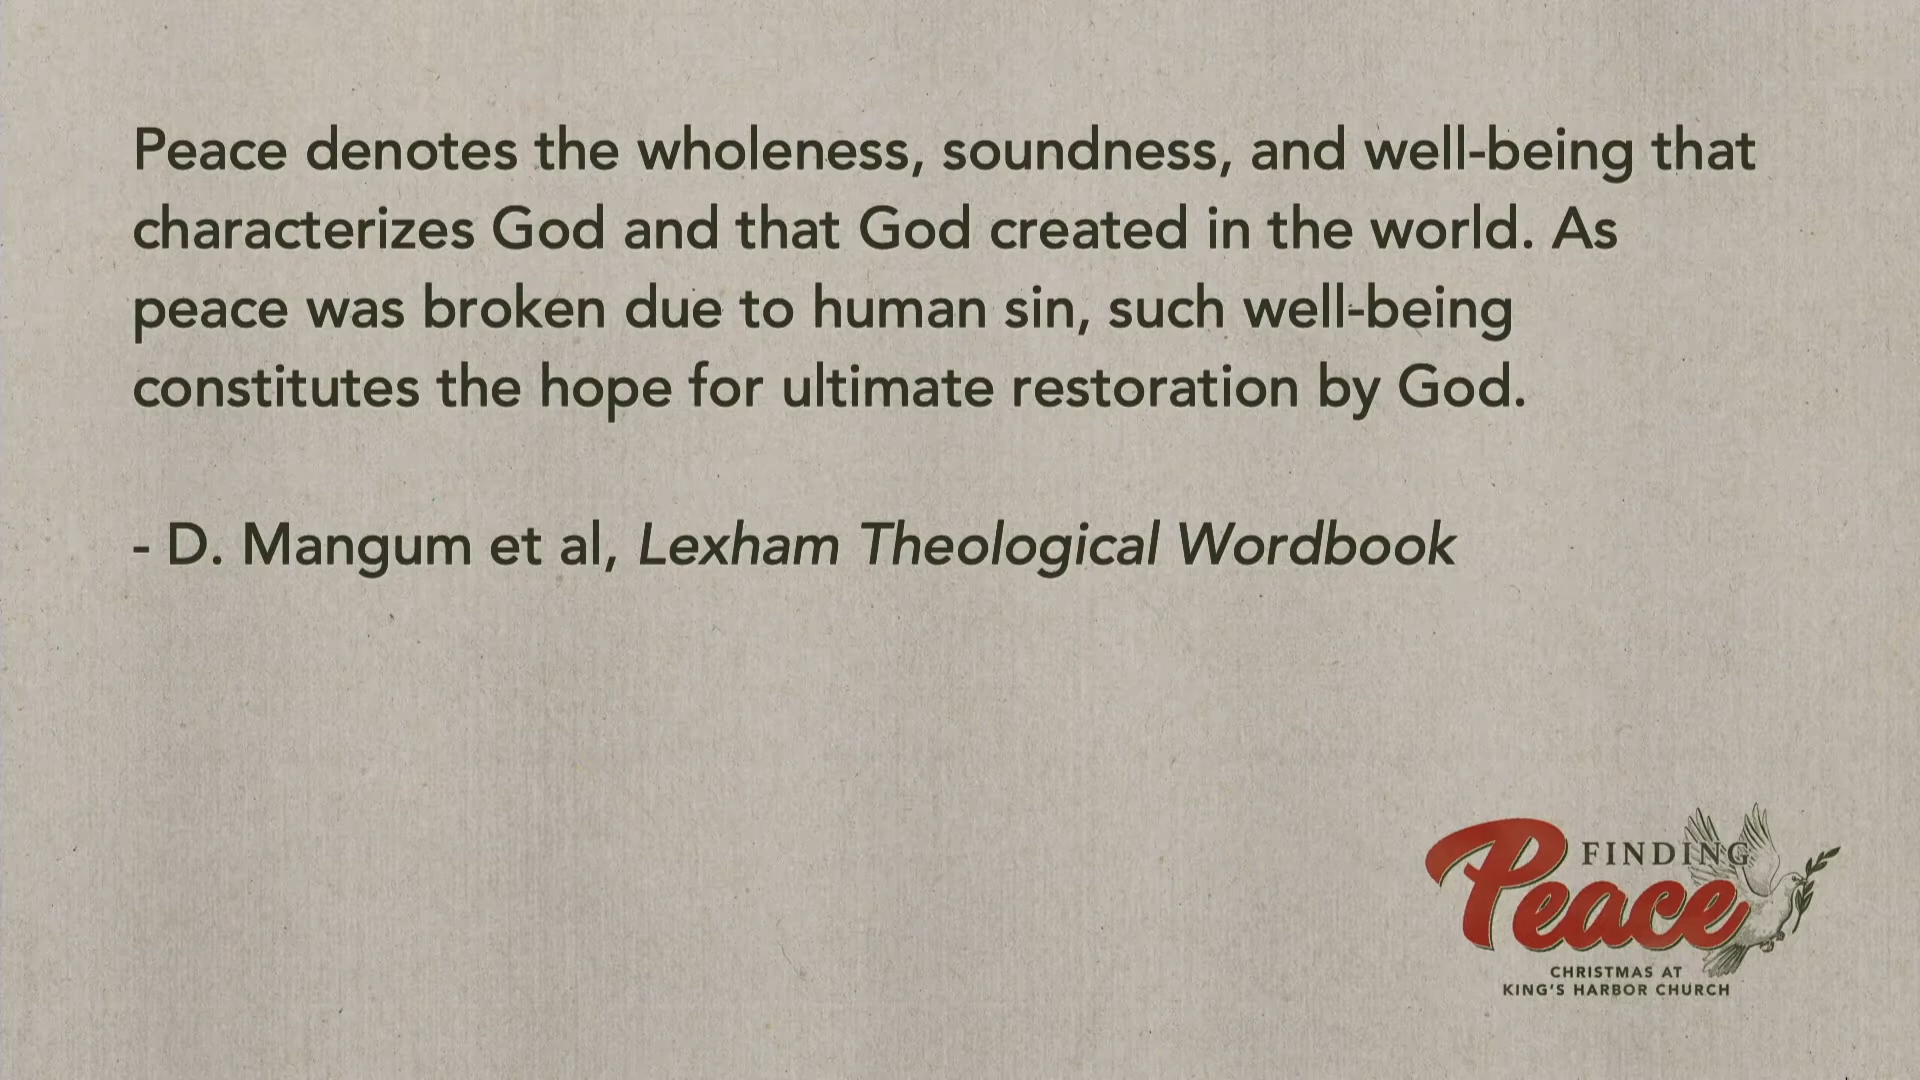 Peace denotes the wholeness, soundness, and well-being that
characterizes God and that God created in the world. As
peace was broken due to human sin, such well-being
constitutes the hope for ultimate restoration by God.
- D. Mangum et al, Lexham Theological Wordbook
FINDING
Peace
CHRISTMAS AT
KING'S HARBOR CHURCH